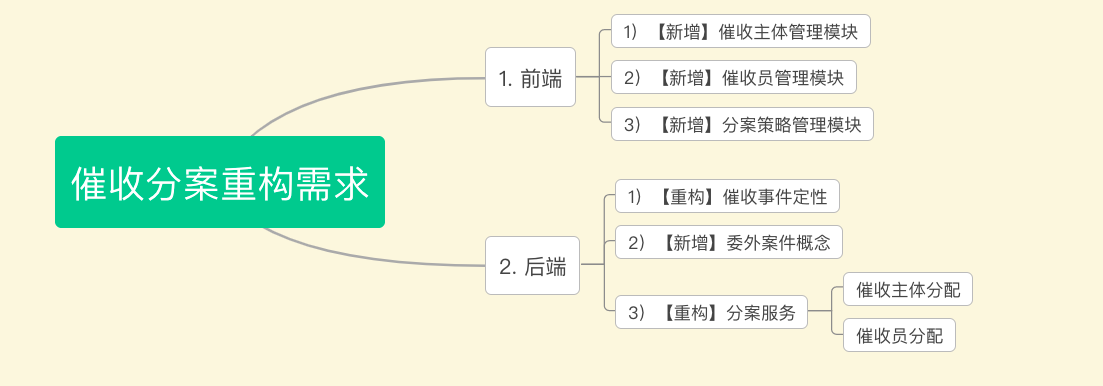 催收分案重构需求
1. 前端
1) 【新增】催收主体管理模块
2) 【新增】催收员管理模块
3) 【新增】分案策略管理模块
2. 后端
1) 【重构】催收事件定性
2) 【新增】委外案件概念
3) 【重构】分案服务
催收主体分配
催收员分配